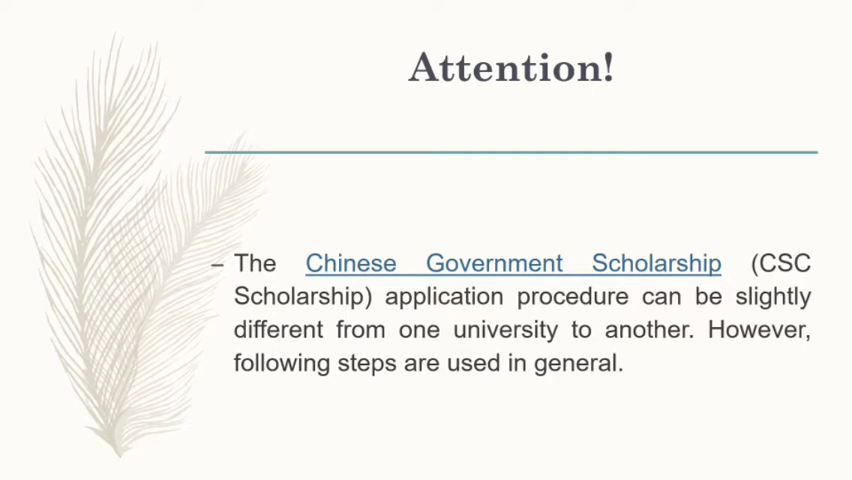 Attention!
– The Chinese Government Scholarship (CSC
Scholarship) application procedure can be slightly
different from one university to another. However,
following steps are used in general.